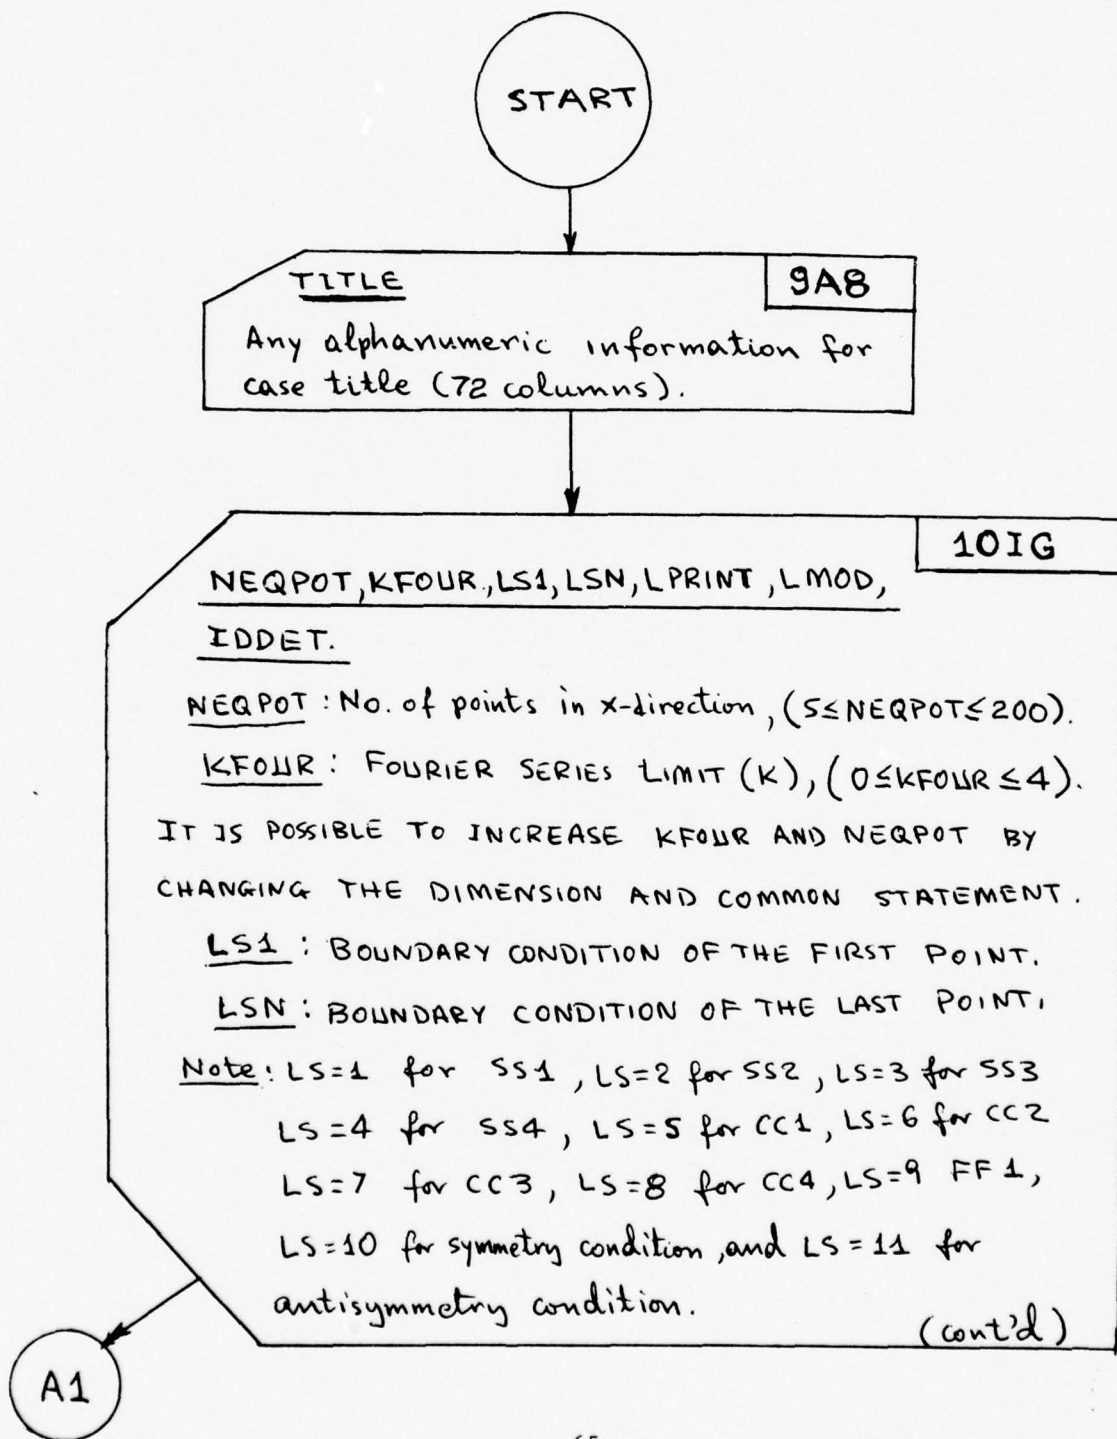 START
TITLE
9A8
Any alphanumeric information for
case title (72 columns).
10IG
NEQPOT, KFOUR, LS1, LSN, LPRINT, LMOD,
IDDET.
NEQPOT: No. of points in x-direction, (5≤NEQPOT≤200).
KFOUR: FOURIER SERIES LIMIT (K), (0≤KFOUR≤4).
IT IS POSSIBLE TO INCREASE KFOUR AND NEQPOT BY
CHANGING THE DIMENSION AND COMMON STATEMENT.
LS1: BOUNDARY CONDITION OF THE FIRST POINT.
LSN: BOUNDARY CONDITION OF THE LAST POINT.
Note: LS=1 for SS1, LS=2 for SS2, LS=3 for SS3
LS=4 for SS4, LS=5 for CC1, LS=6 for CC2
LS=7 for CC3, LS=8 for CC4, LS=9 FF1,
LS=10 for symmetry condition, and LS=11 for
antisymmetry condition.
(cont'd)
A1